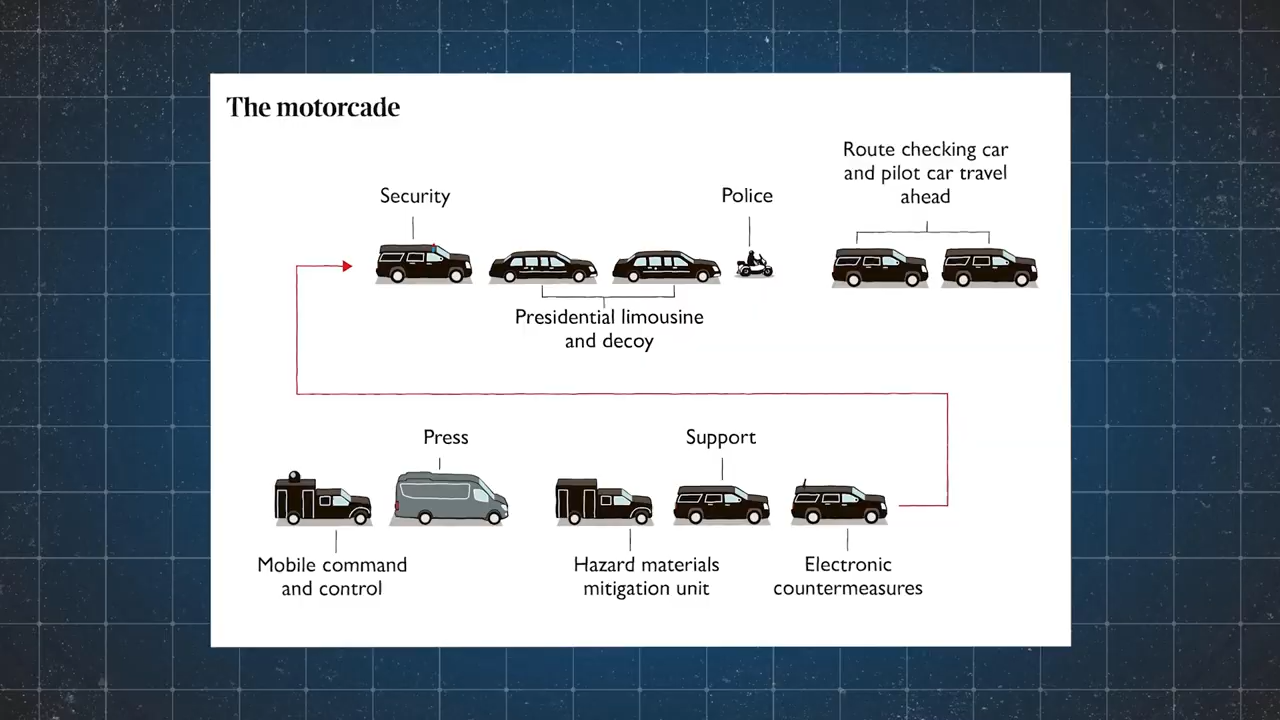 The motorcade
Route checking car
and pilot car travel
ahead
Security
Police
Presidential limousine
and decoy
Press
Support
Mobile command
and control
Hazard materials
mitigation unit
Electronic
countermeasures